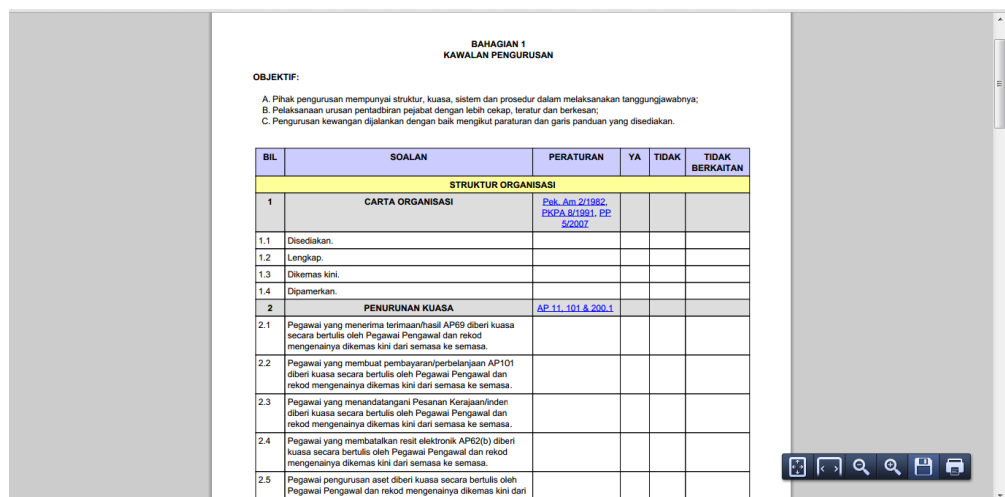 BAHAGIAN 1
KAWALAN PENGURUSAN
OBJEKTIF:
A. Pihak pengurusan mempunyai struktur, kuasa, sistem dan prosedur dalam melaksanakan tanggungjawabnya;
B. Pelaksanaan urusan pentadbiran pejabat dengan lebih cekap, teratur dan berkesan;
C. Pengurusan kewangan dijalankan dengan baik mengikut paraturan dan garis panduan yang disediakan.
BIL SOALAN PERATURAN YA TIDAK TIDAK BERKAITAN
STRUKTUR ORGANISASI
1 CARTA ORGANISASI Pek. Am 2/1982, PKPA 8/1991, PP 5/2007
1.1 Disediakan.
1.2 Lengkap.
1.3 Dikemas kini.
1.4 Dipamerkan.
2 PENURUNAN KUASA AP 11, 101 & 200.1
2.1 Pegawai yang menerima terimaan/hasil AP69 diberi kuasa
secara bertulis oleh Pegawai Pengawal dan rekod
mengenainya dikemas kini dari semasa ke semasa.
2.2 Pegawai yang membuat pembayaran/perbelanjaan AP101
diberi kuasa secara bertulis oleh Pegawai Pengawal dan
rekod mengenainya dikemas kini dari semasa ke semasa.
2.3 Pegawai yang menandatangani Pesanan Kerajaan/inden
diberi kuasa secara bertulis oleh Pegawai Pengawal dan
rekod mengenainya dikemas kini dari semasa ke semasa.
2.4 Pegawai yang membatalkan resit elektronik AP62(b) diberi
kuasa secara bertulis oleh Pegawai Pengawal dan rekod
mengenainya dikemas kini dari semasa ke semasa.
2.5 Pegawai pengurusan aset diberi kuasa secara bertulis oleh
Pegawai Pengawal dan rekod mengenainya dikemas kini dari